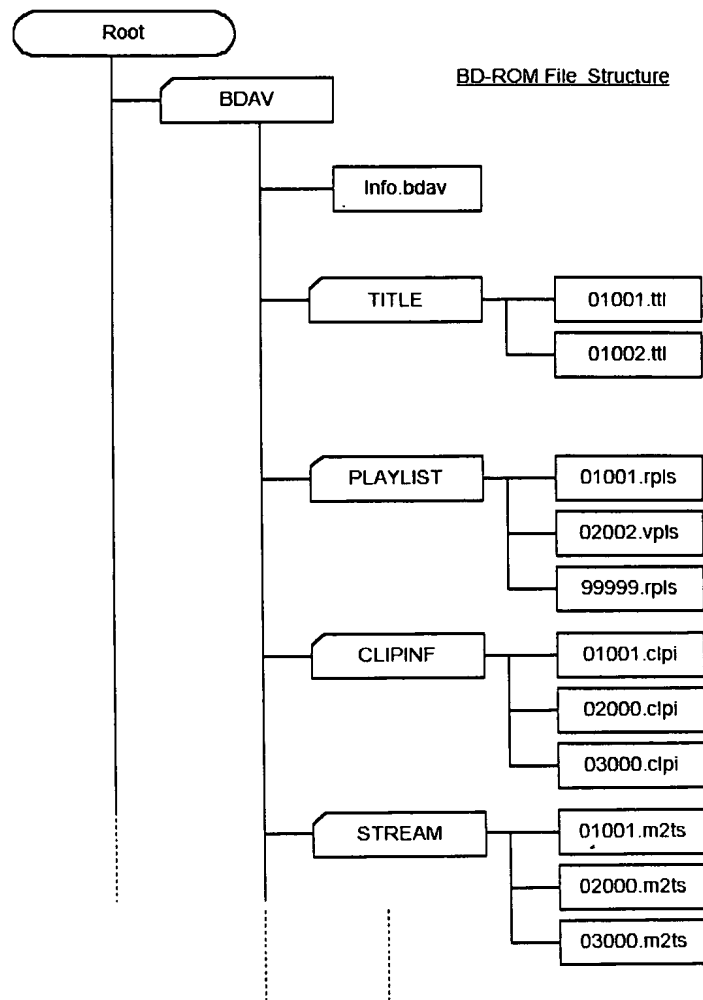 Root
BD-ROM File Structure
BDAV
Info.bdav
TITLE
01001.ttl
01002.ttl
PLAYLIST
01001.rpls
02002.vpls
99999.rpls
CLIPINF
01001.clpi
02000.clpi
03000.clpi
STREAM
01001.m2ts
02000.m2ts
03000.m2ts